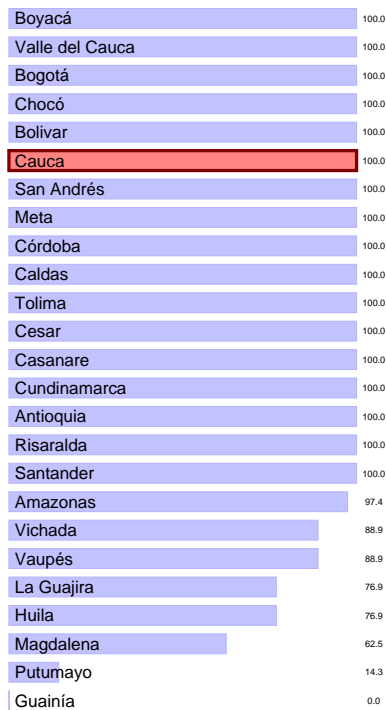 Boyacá 100.0
Valle del Cauca 100.0
Bogotá 100.0
Chocó 100.0
Bolivar 100.0
Cauca 100.0
San Andrés 100.0
Meta 100.0
Córdoba 100.0
Caldas 100.0
Tolima 100.0
Cesar 100.0
Casanare 100.0
Cundinamarca 100.0
Antioquia 100.0
Risaralda 100.0
Santander 100.0
Amazonas 97.4
Vichada 88.9
Vaupés 88.9
La Guajira 76.9
Huila 76.9
Magdalena 62.5
Putumayo 14.3
Guainía 0.0